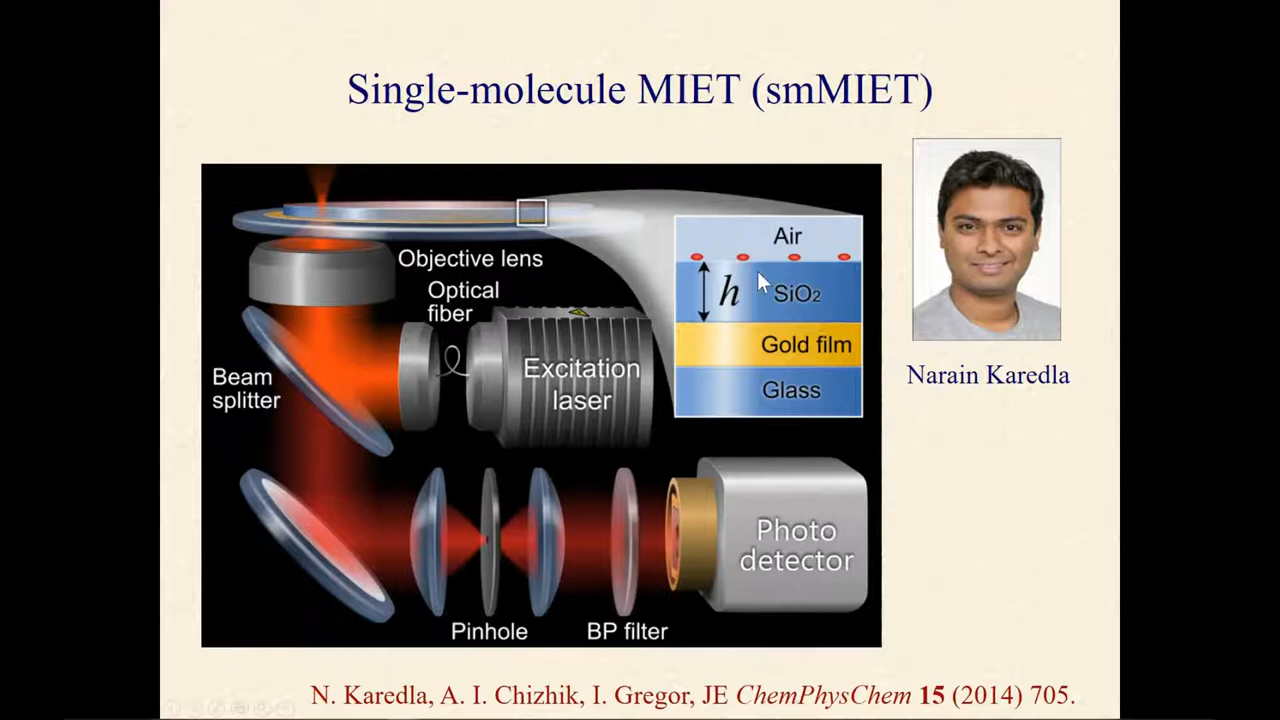 Single-molecule MIET (smMIET)
Air
Objective lens
Optical
fiber
h
SiO₂
Gold film
Glass
Excitation
laser
Beam
splitter
Narain Karedla
Photo
detector
Pinhole
BP filter
N. Karedla, A. I. Chizhik, I. Gregor, JE ChemPhysChem 15 (2014) 705.